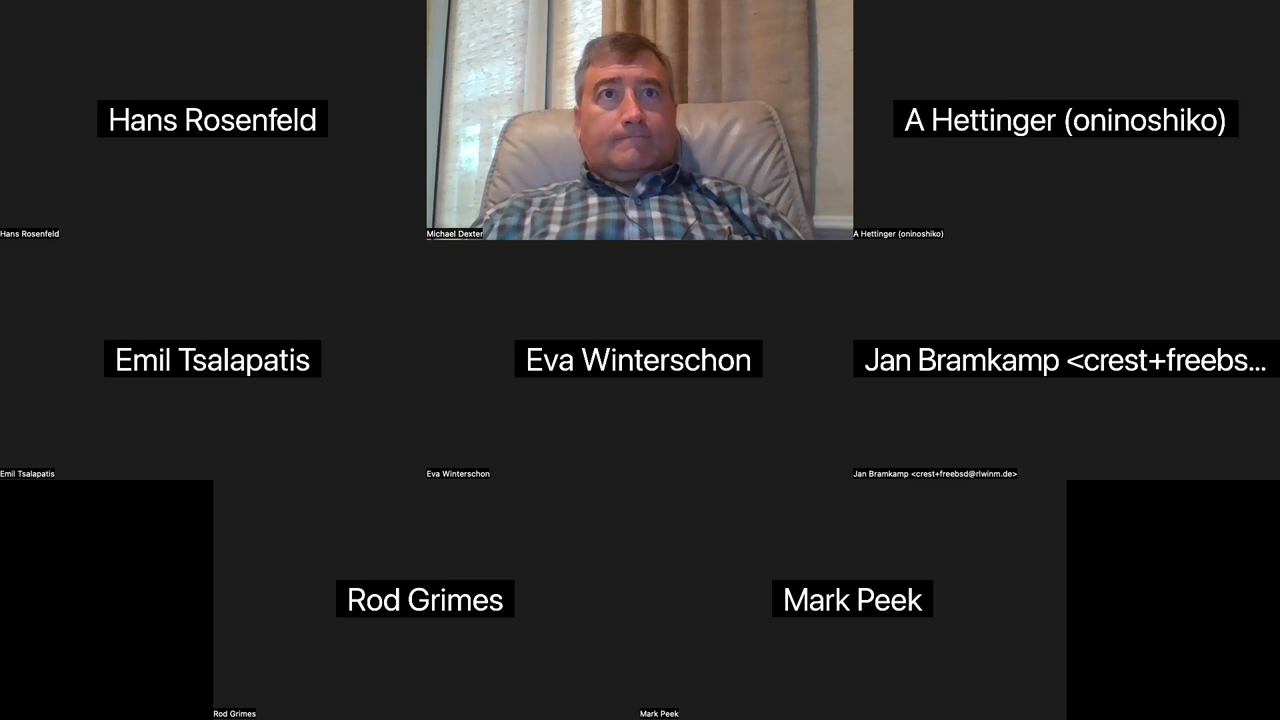 Hans Rosenfeld
A Hettinger (oninoshiko)
Hans Rosenfeld
Michael Dexter
A Hettinger (oninoshiko)
Emil Tsalapatis
Eva Winterschon
Jan Bramkamp <crest+freebs...
Emil Tsalapatis
Eva Winterschon
Jan Bramkamp <crest+freebsd@rlwinm.de>
Rod Grimes
Mark Peek
Rod Grimes
Mark Peek